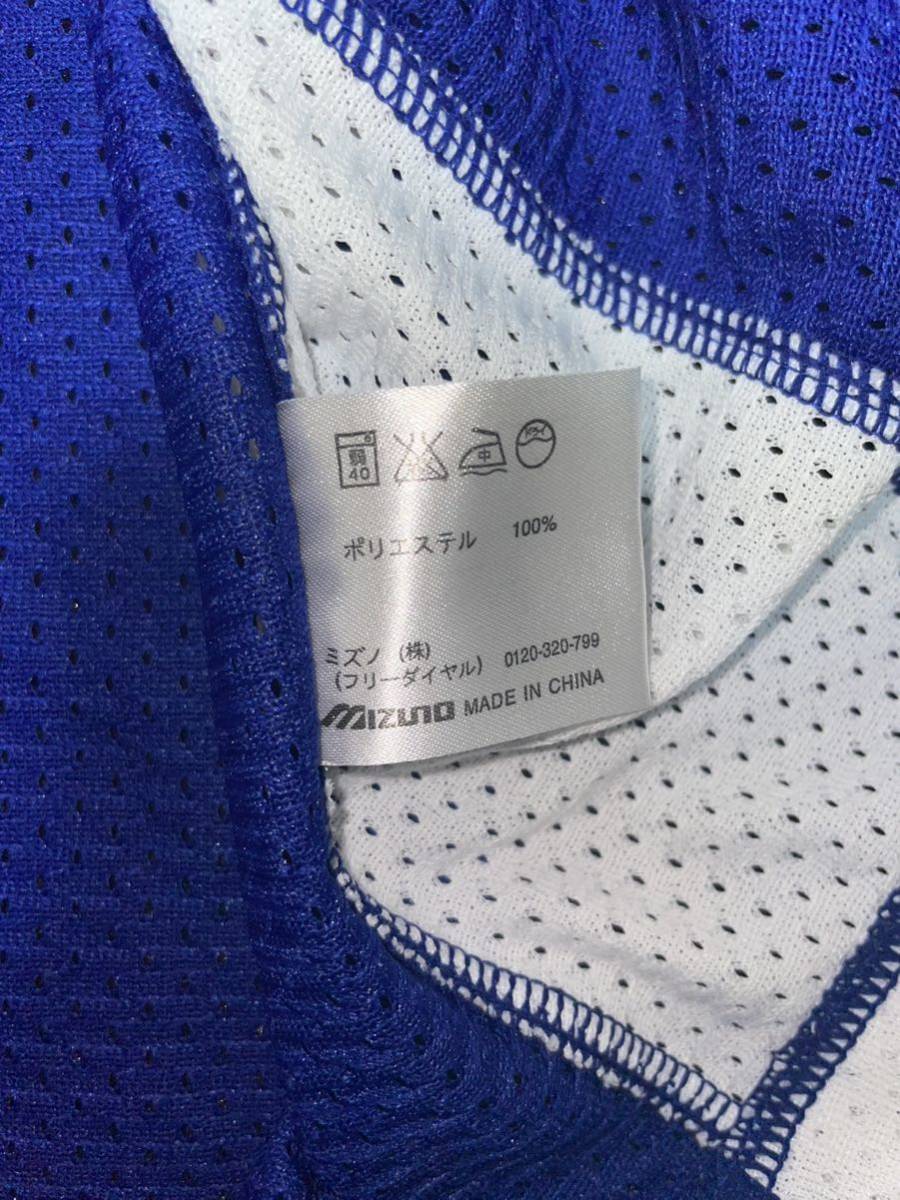 弱
40
中
ドライ
ポリエステル 100%
ミズノ (株)
(フリーダイヤル) 0120-320-799
MIZUNO MADE IN CHINA